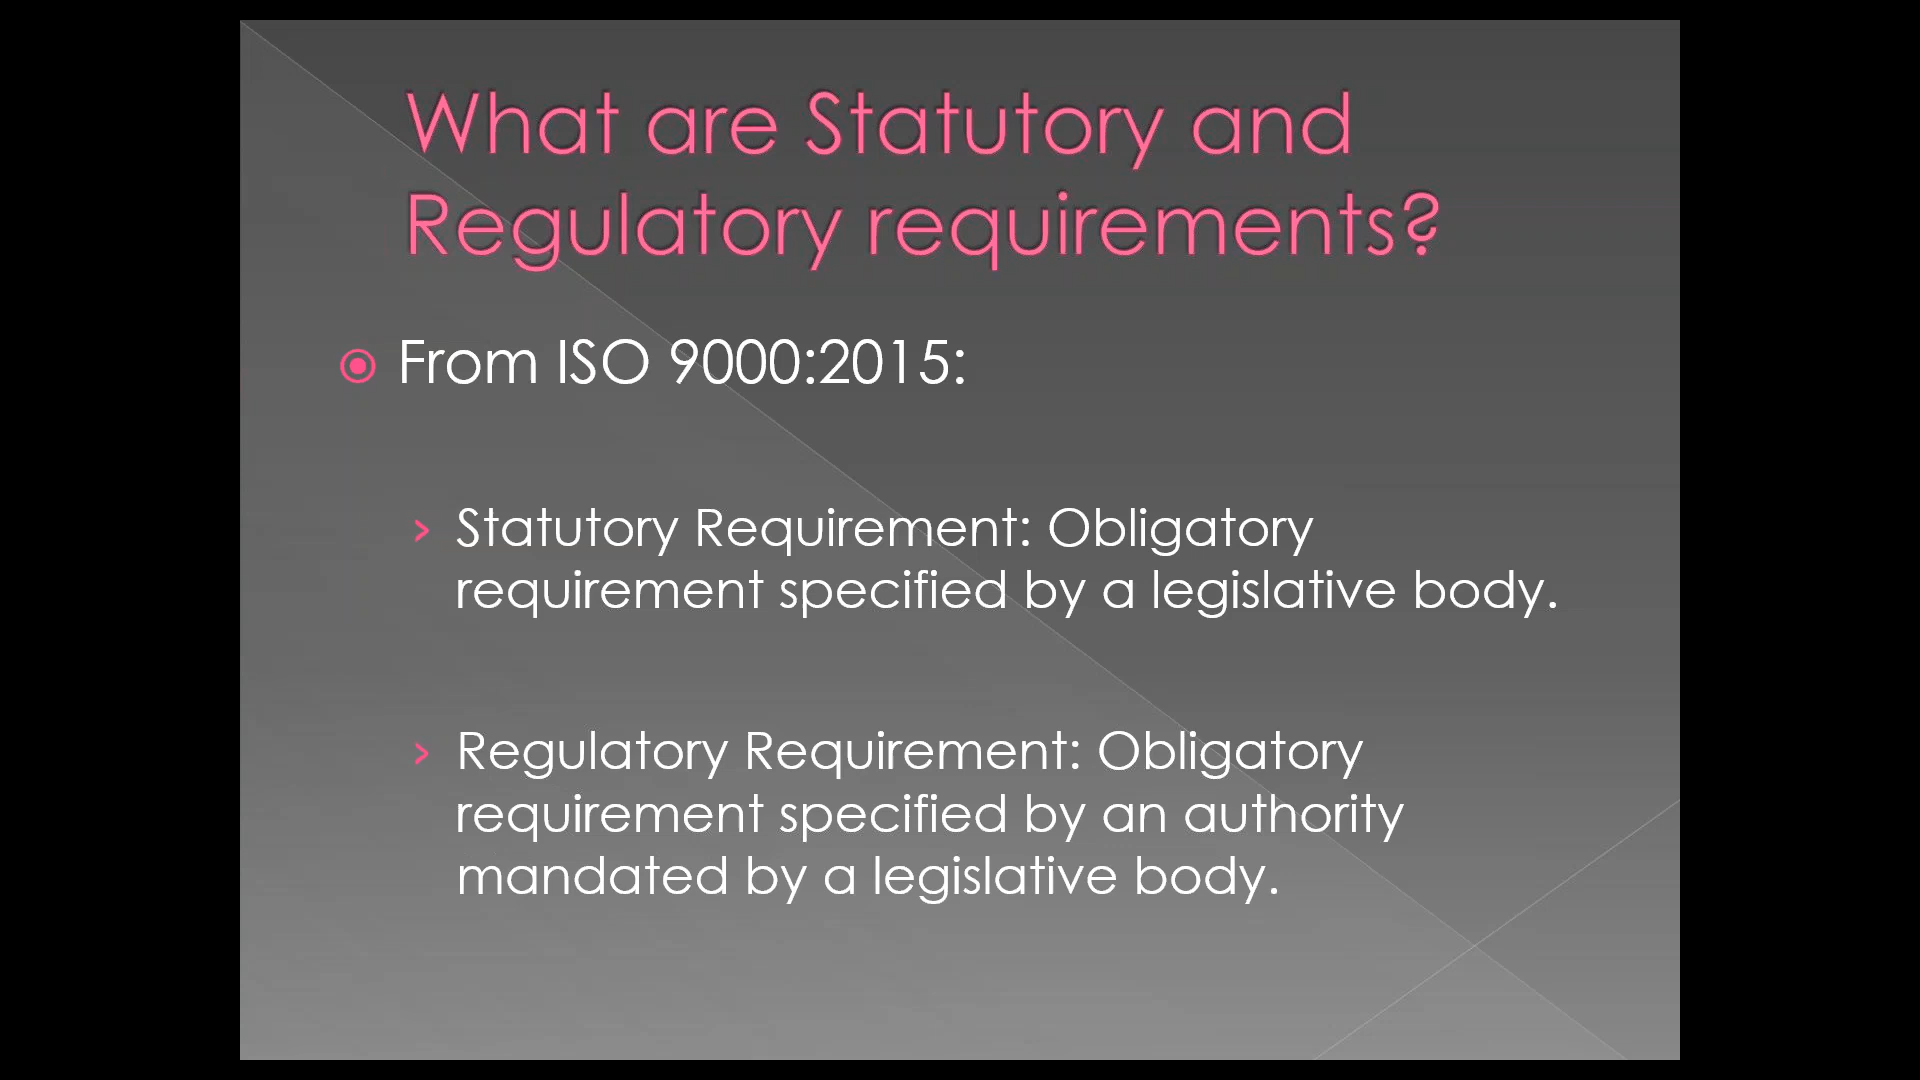 What are Statutory and
Regulatory requirements?
From ISO 9000:2015:
Statutory Requirement: Obligatory
requirement specified by a legislative body.
Regulatory Requirement: Obligatory
requirement specified by an authority
mandated by a legislative body.